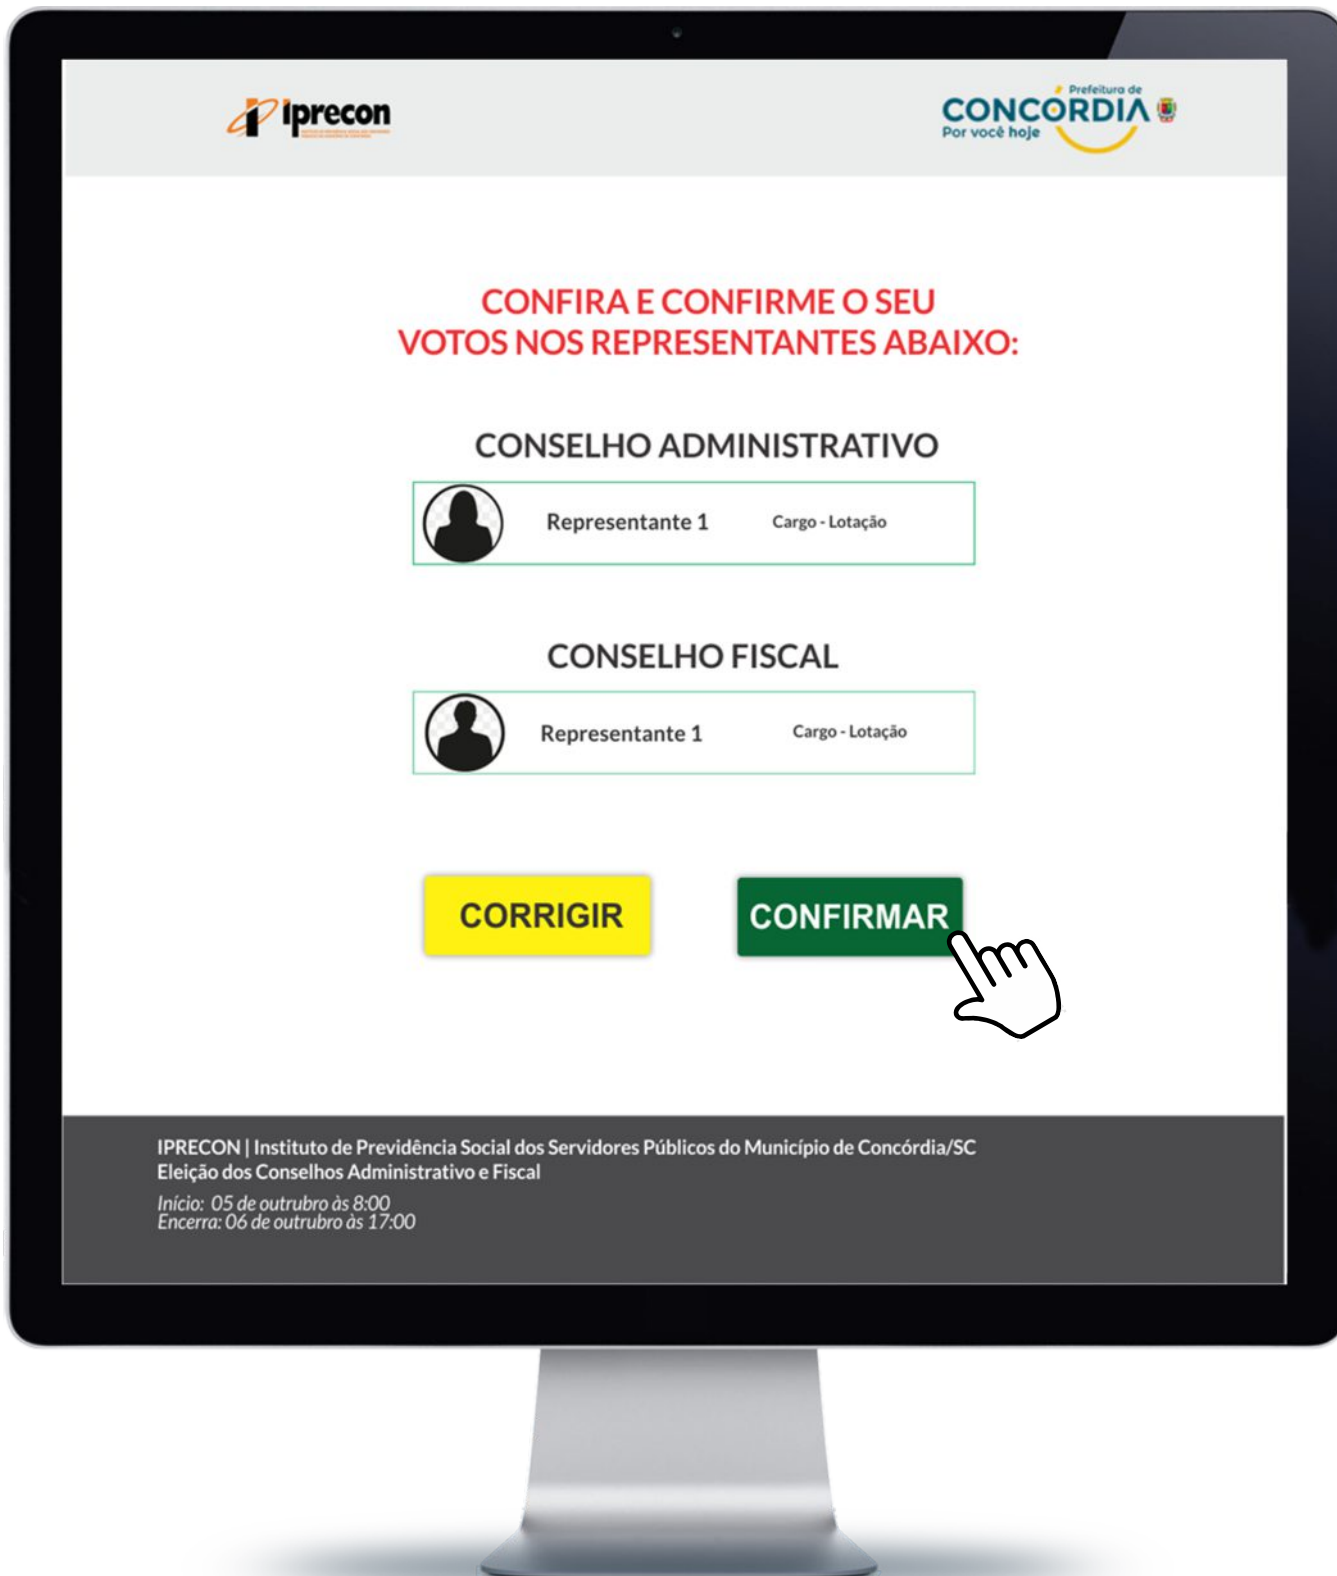 Iprecon
Prefeitura de
CONCÓRDIA
Por você hoje
CONFIRA E CONFIRME O SEU
VOTOS NOS REPRESENTANTES ABAIXO:
CONSELHO ADMINISTRATIVO
Representante 1 Cargo - Lotação
CONSELHO FISCAL
Representante 1 Cargo - Lotação
CORRIGIR CONFIRMAR
IPRECON | Instituto de Previdência Social dos Servidores Públicos do Município de Concórdia/SC
Eleição dos Conselhos Administrativo e Fiscal
Início: 05 de outrubro às 8:00
Encerra: 06 de outrubro às 17:00